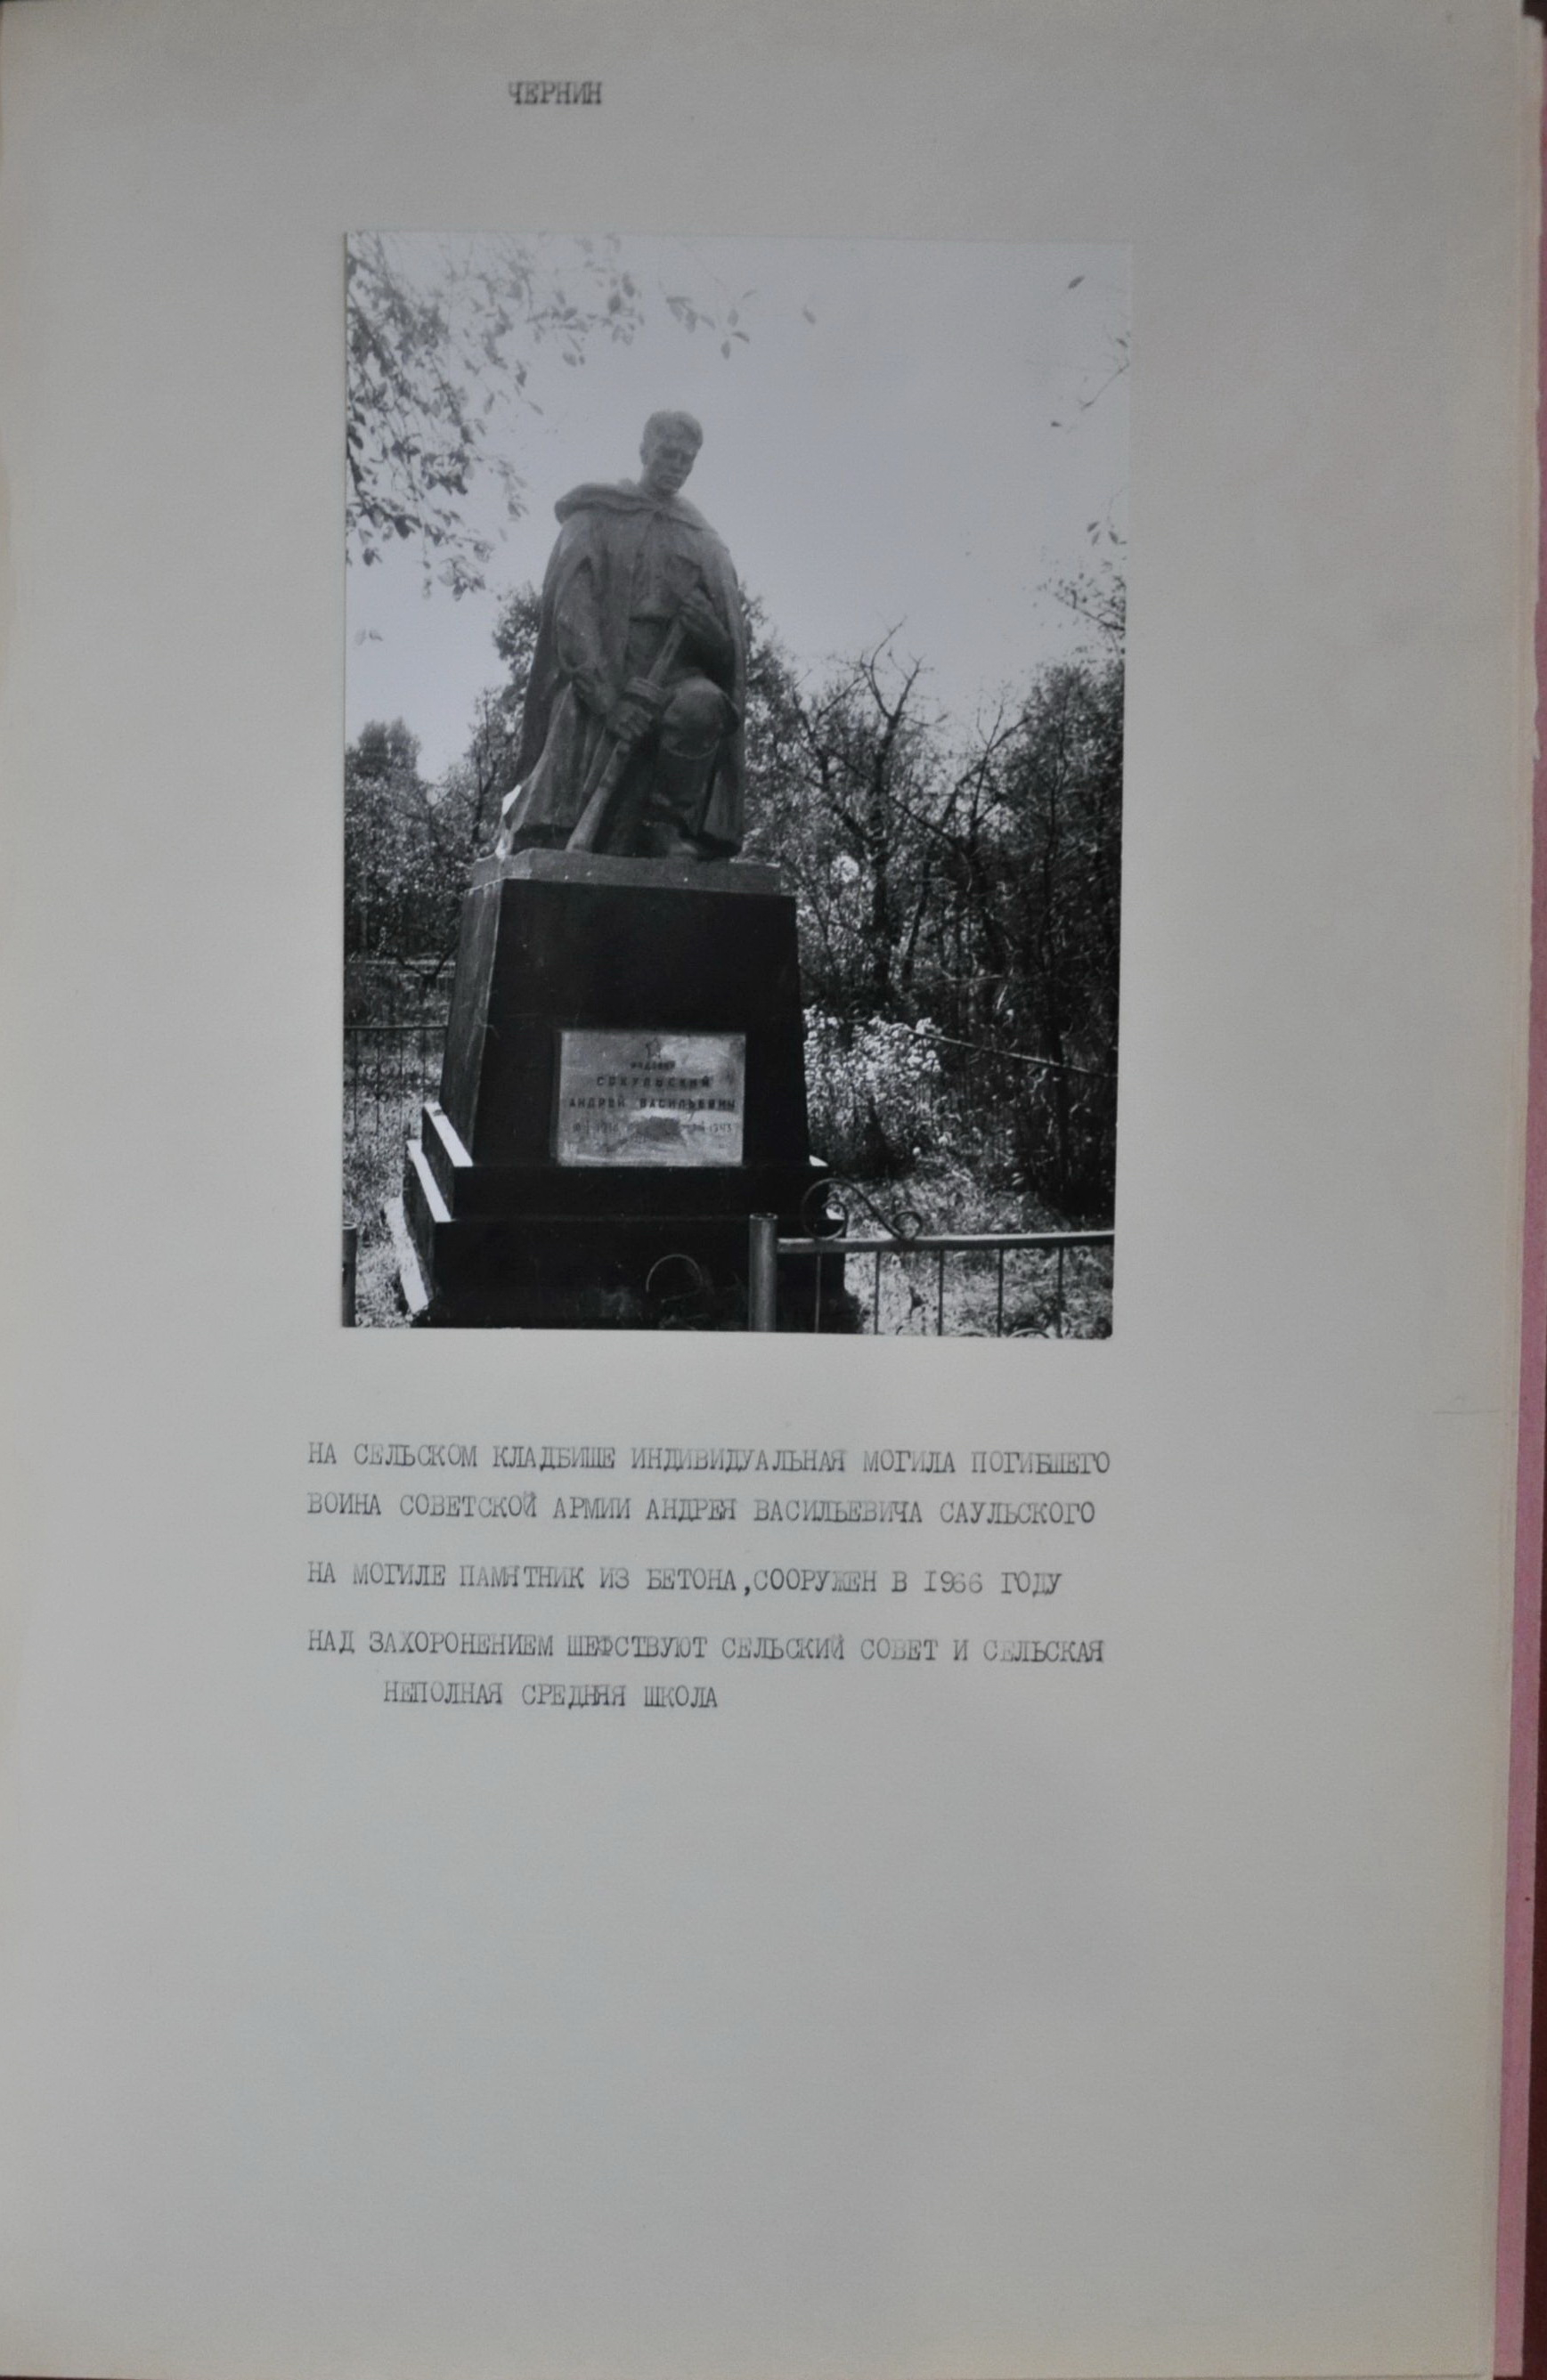 ЧЕРНИН
СОКУЛЬСКИЙ
АНДРЕЙ ВАСИЛЬЕВИЧ
НА СЕЛЬСКОМ КЛАДБИЩЕ ИНДИВИДУАЛЬНАЯ МОГИЛА ПОГИБШЕГО
ВОИНА СОВЕТСКОЙ АРМИИ АНДРЕЯ ВАСИЛЬЕВИЧА САУЛЬСКОГО
НА МОГИЛЕ ПАМЯТНИК ИЗ БЕТОНА,СООРУЖЕН В 1966 ГОДУ
НАД ЗАХОРОНЕНИЕМ ШЕФСТВУЮТ СЕЛЬСКИЙ СОВЕТ И СЕЛЬСКАЯ
НЕПОЛНАЯ СРЕДНЯЯ ШКОЛА